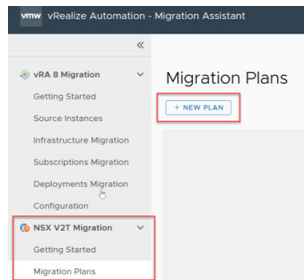 vmw vRealize Automation - Migration Assistant
vRA 8 Migration
Getting Started
Source Instances
Infrastructure Migration
Subscriptions Migration
Deployments Migration
Configuration
NSX V2T Migration
Getting Started
Migration Plans
Migration Plans
+ NEW PLAN